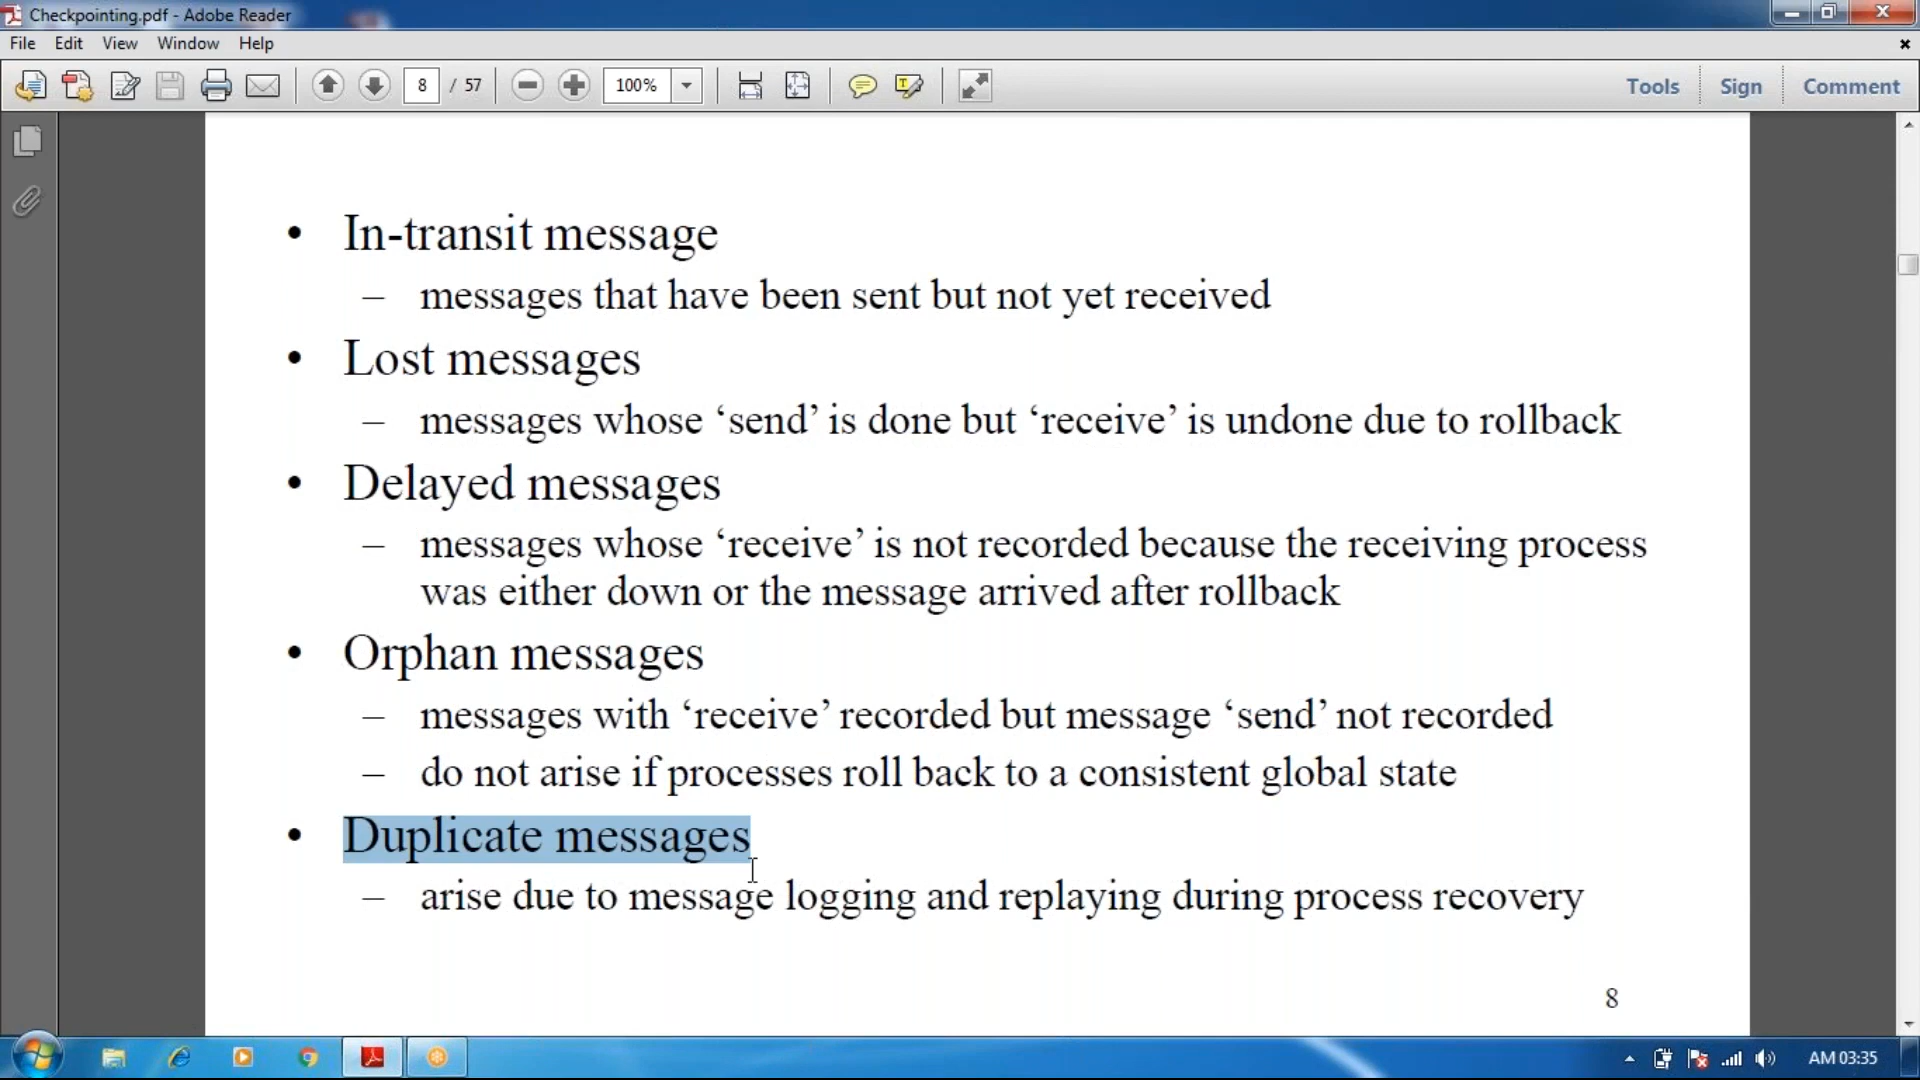 Checkpointing.pdf - Adobe Reader
File Edit View Window Help
8 / 57 100% Tools Sign Comment
• In-transit message
– messages that have been sent but not yet received
• Lost messages
– messages whose ‘send’ is done but ‘receive’ is undone due to rollback
• Delayed messages
– messages whose ‘receive’ is not recorded because the receiving process
was either down or the message arrived after rollback
• Orphan messages
– messages with ‘receive’ recorded but message ‘send’ not recorded
– do not arise if processes roll back to a consistent global state
• Duplicate messages
– arise due to message logging and replaying during process recovery
8
AM 03:35